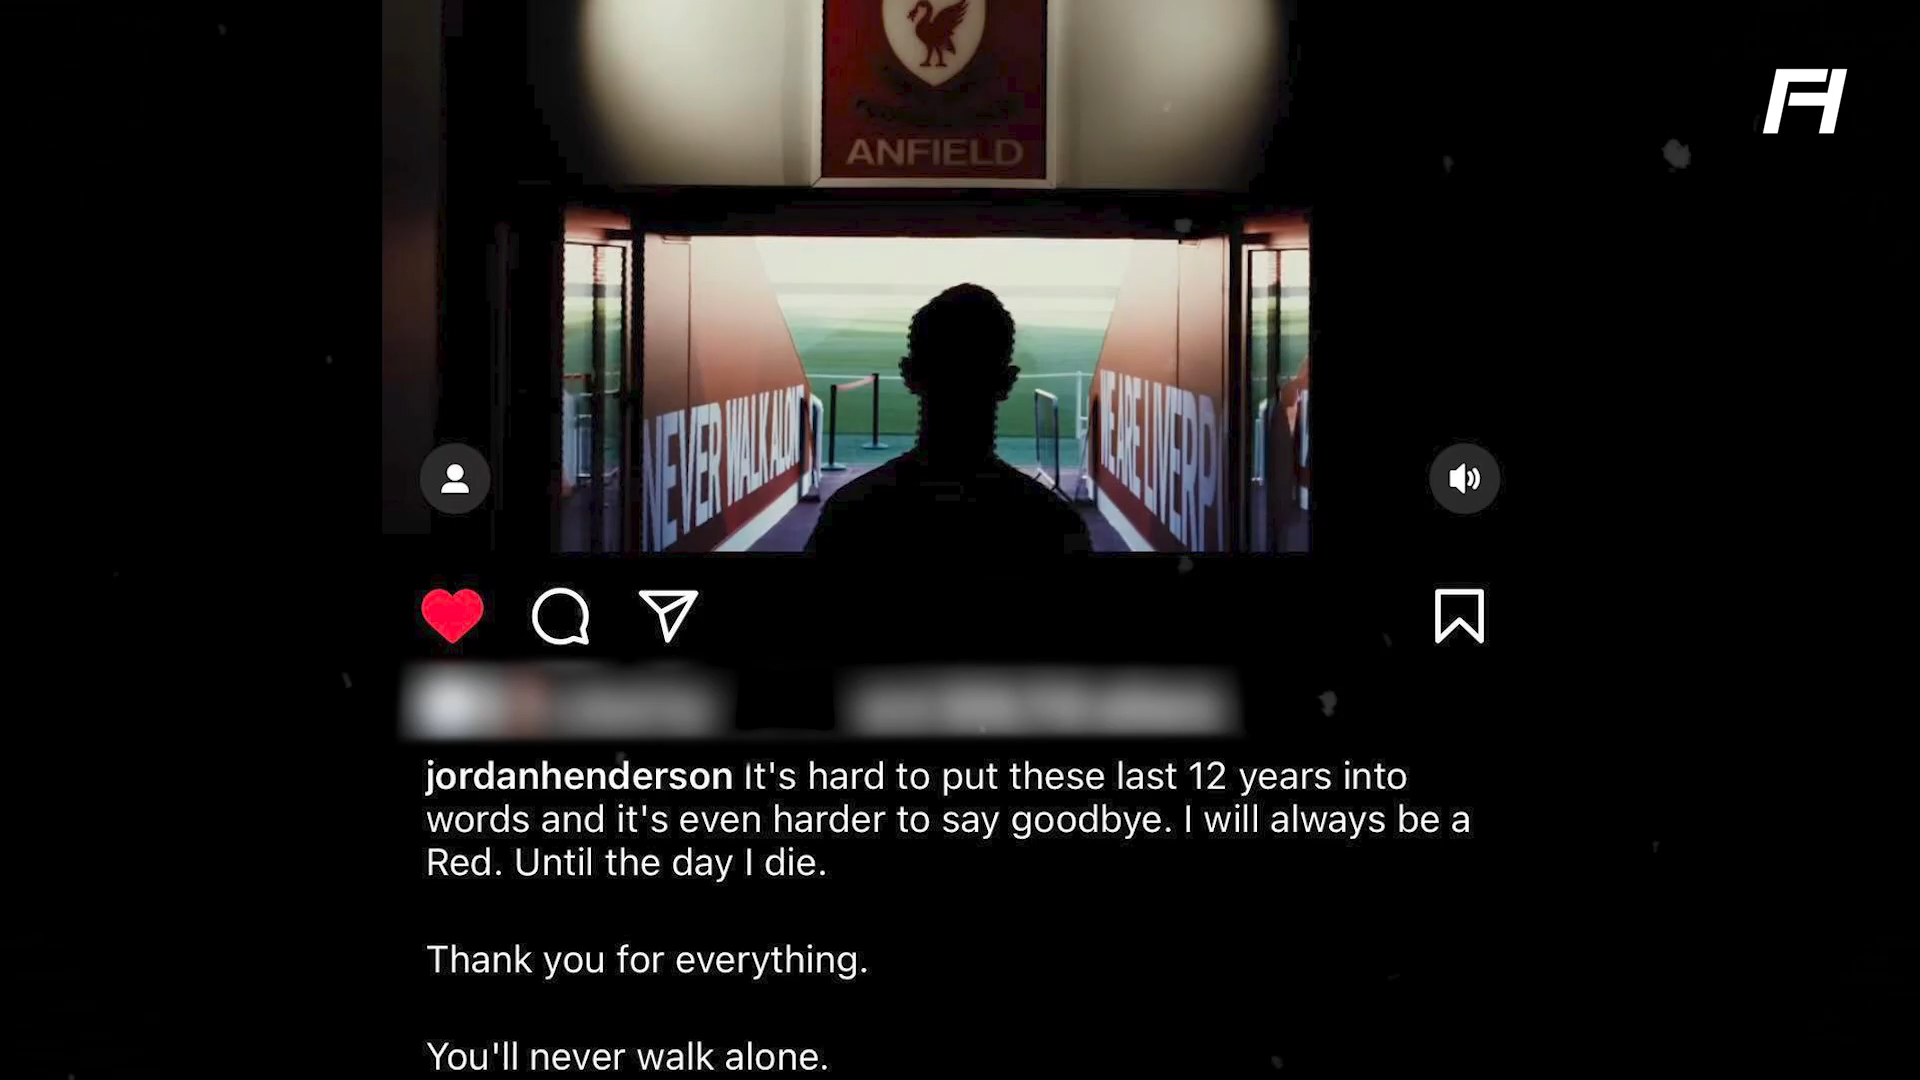 ANFIELD
NEVER WALK ALONE
WE ARE LIVERP
jordanhenderson It's hard to put these last 12 years into
words and it's even harder to say goodbye. I will always be a
Red. Until the day I die.
Thank you for everything.
You'll never walk alone.